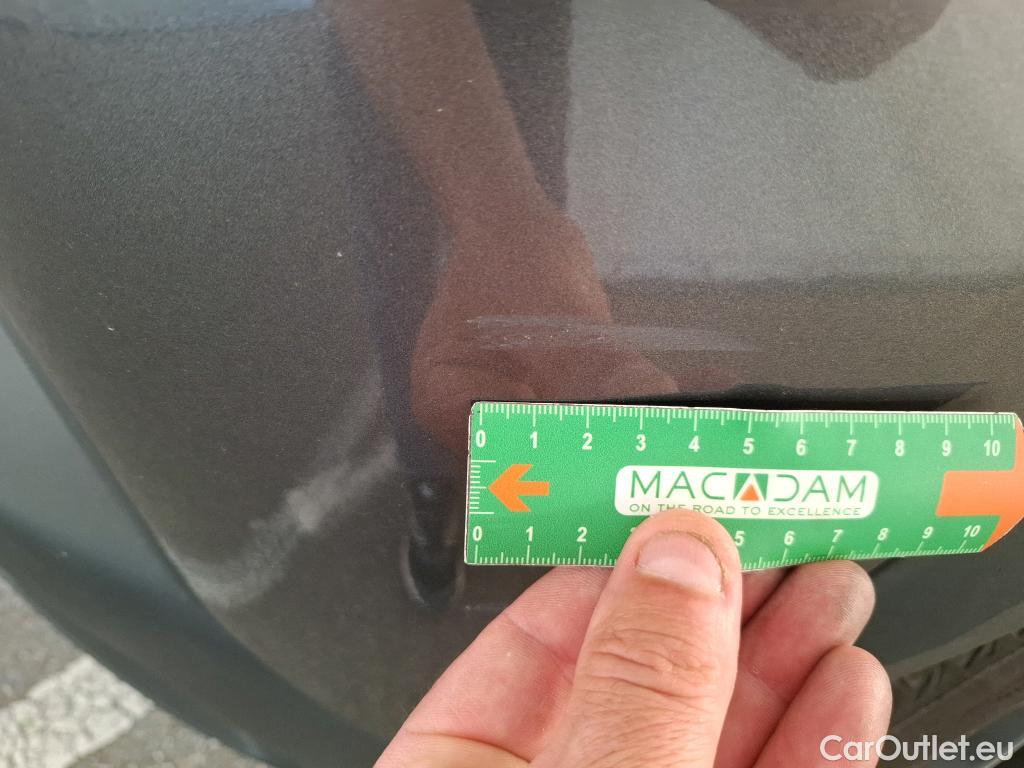 0 1 2 3 4 5 6 7 8 9 10
MACADAM
ON THE ROAD TO EXCELLENCE
0 1 2 5 6 7 8 9 10
CarOutlet.eu